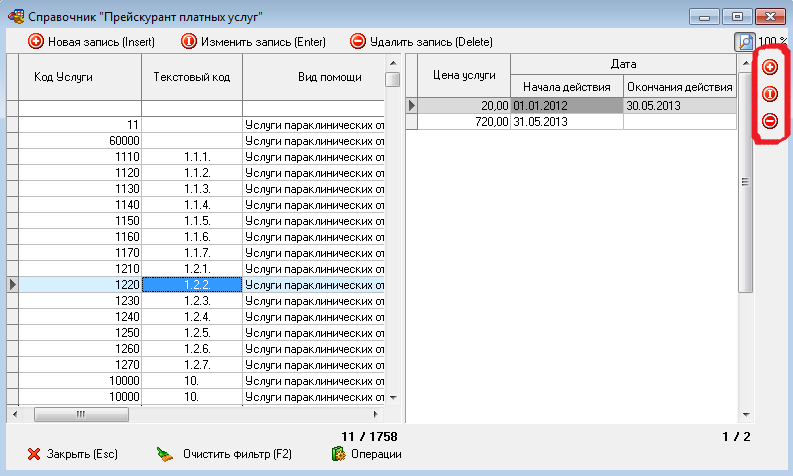 Справочник "Прейскурант платных услуг"
Новая запись (Insert) Изменить запись (Enter) Удалить запись (Delete) 100 %
Код Услуги Текстовый код Вид помощи Цена услуги Дата
Начала действия Окончания действия
20,00 01.01.2012 30.05.2013
720,00 31.05.2013
11 Услуги параклинических от
60000 Услуги параклинических от
1110 1.1.1. Услуги параклинических от
1120 1.1.2. Услуги параклинических от
1130 1.1.3. Услуги параклинических от
1140 1.1.4. Услуги параклинических от
1150 1.1.5. Услуги параклинических от
1160 1.1.6. Услуги параклинических от
1170 1.1.7. Услуги параклинических от
1210 1.2.1. Услуги параклинических от
1220 1.2.2. Услуги параклинических от
1230 1.2.3. Услуги параклинических от
1240 1.2.4. Услуги параклинических от
1250 1.2.5. Услуги параклинических от
1260 1.2.6. Услуги параклинических от
1270 1.2.7. Услуги параклинических от
10000 10. Услуги параклинических от
10000 10. Услуги параклинических от
11 / 1758 1 / 2
Закрыть (Esc) Очистить фильтр (F2) Операции